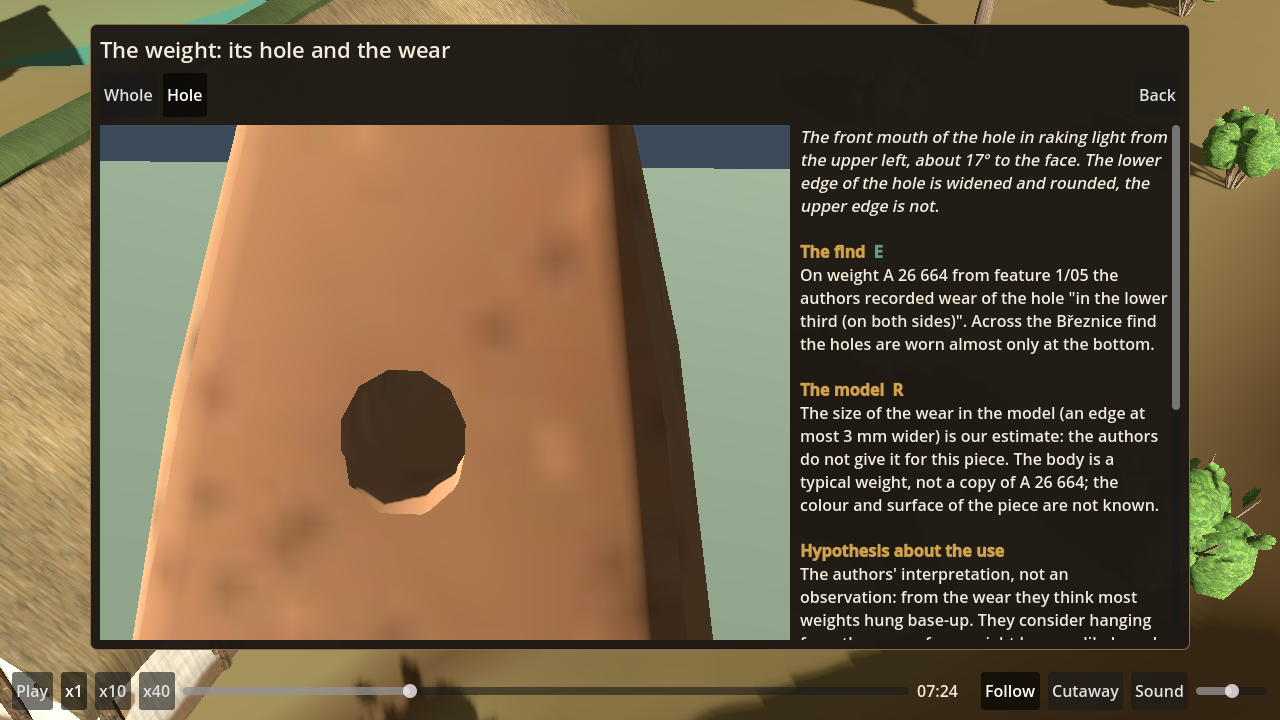 The weight: its hole and the wear
Whole Hole Back
The front mouth of the hole in raking light from
the upper left, about 17° to the face. The lower
edge of the hole is widened and rounded, the
upper edge is not.
The find E
On weight A 26 664 from feature 1/05 the
authors recorded wear of the hole "in the lower
third (on both sides)". Across the Březnice find
the holes are worn almost only at the bottom.
The model R
The size of the wear in the model (an edge at
most 3 mm wider) is our estimate: the authors
do not give it for this piece. The body is a
typical weight, not a copy of A 26 664; the
colour and surface of the piece are not known.
Hypothesis about the use
The authors' interpretation, not an
observation: from the wear they think most
weights hung base-up. They consider hanging
Play x1 x10 x40 07:24 Follow Cutaway Sound